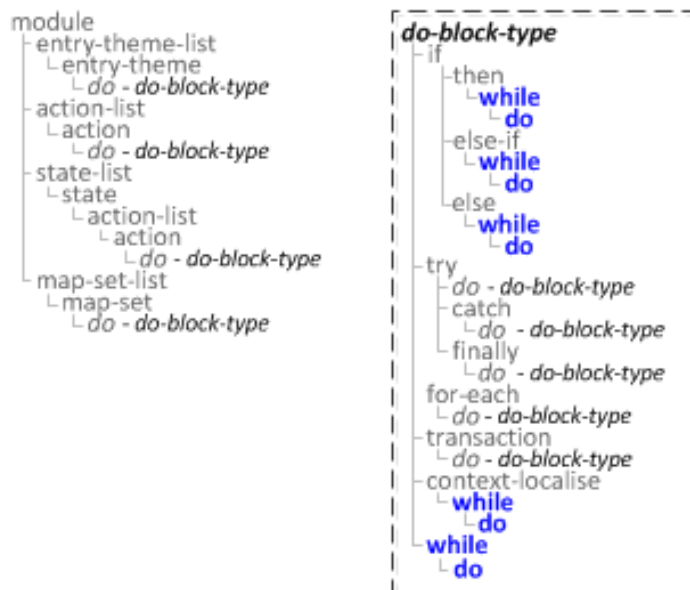 module
entry-theme-list
entry-theme
do - do-block-type
action-list
action
do - do-block-type
state-list
state
action-list
action
do - do-block-type
map-set-list
map-set
do - do-block-type
do-block-type
if
then
while
do
else-if
while
do
else
while
do
try
do - do-block-type
catch
do - do-block-type
finally
do - do-block-type
for-each
do - do-block-type
transaction
do - do-block-type
context-localise
while
do
while
do